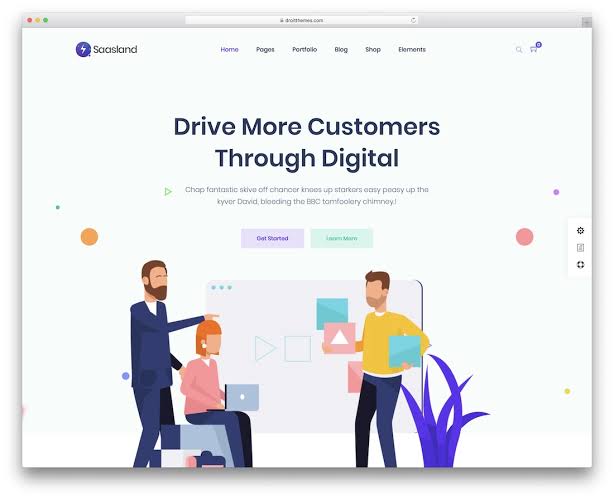 droitthemes.com
Saasland
Home Pages Portfolio Blog Shop Elements
0
Drive More Customers
Through Digital
Chap fantastic skive off chancer knees up starkers easy peasy up the
kyver David, bleeding the BBC tomfoolery chimney.!
Get Started Learn More